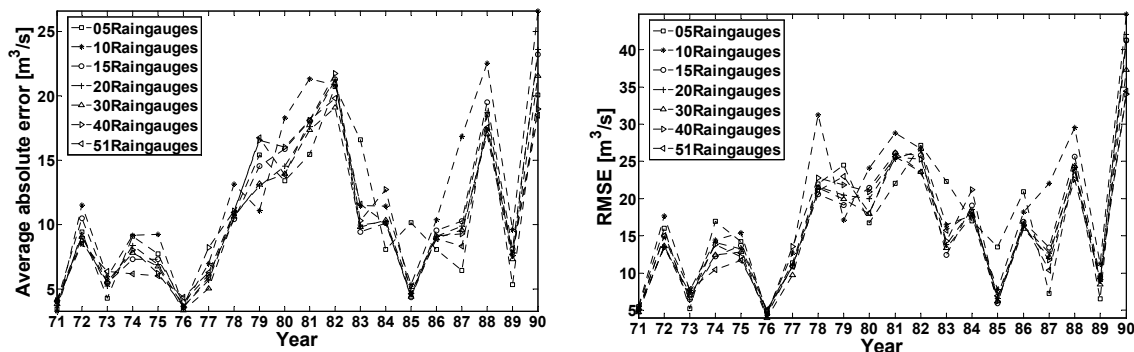 Average absolute error [m³/s]
25
20
15
10
5
05Raingauges
10Raingauges
15Raingauges
20Raingauges
30Raingauges
40Raingauges
51Raingauges
71 72 73 74 75 76 77 78 79 80 81 82 83 84 85 86 87 88 89 90
Year
RMSE [m³/s]
40
35
30
25
20
15
10
5
05Raingauges
10Raingauges
15Raingauges
20Raingauges
30Raingauges
40Raingauges
51Raingauges
71 72 73 74 75 76 77 78 79 80 81 82 83 84 85 86 87 88 89 90
Year